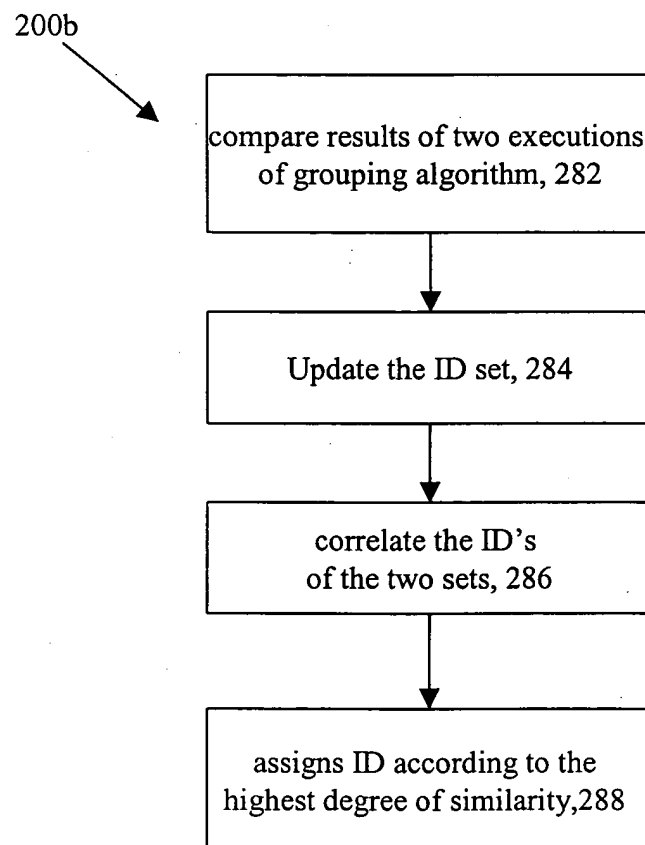 200b
compare results of two executions
of grouping algorithm, 282
Update the ID set, 284
correlate the ID's
of the two sets, 286
assigns ID according to the
highest degree of similarity,288